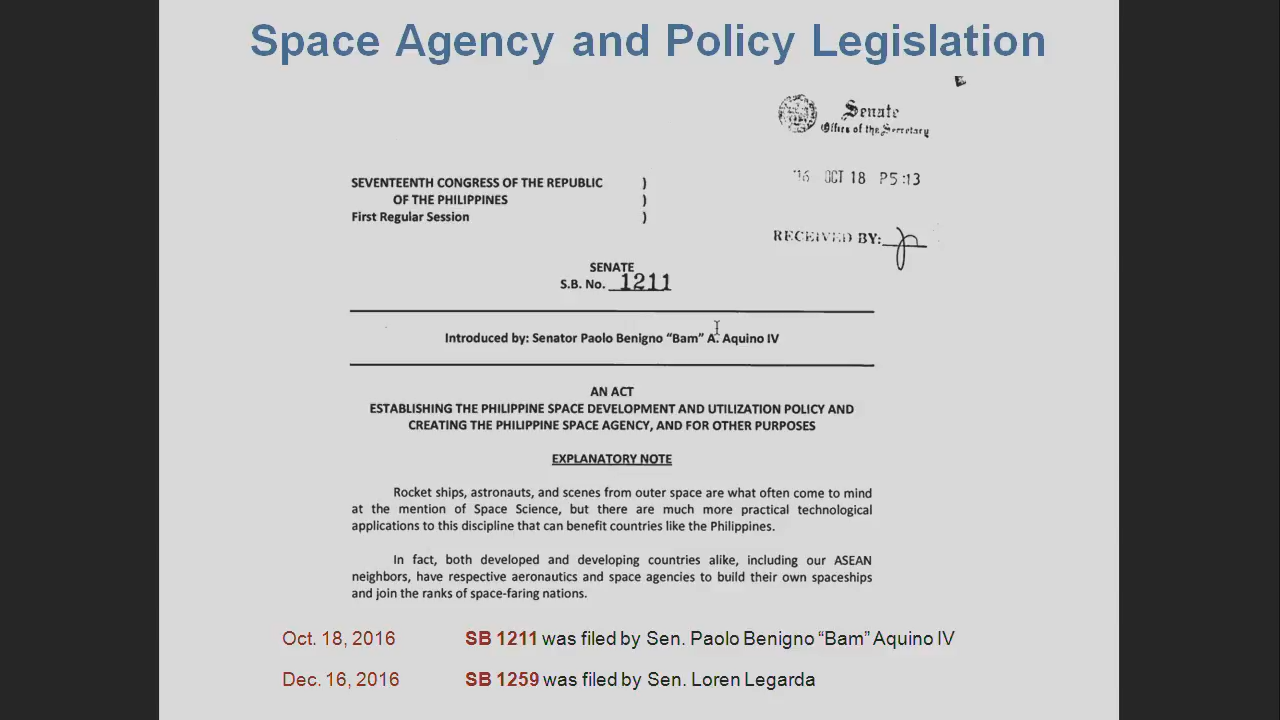 Space Agency and Policy Legislation
Senate
Office of the Secretary
'16 OCT 18 P5:13
SEVENTEENTH CONGRESS OF THE REPUBLIC )
OF THE PHILIPPINES )
First Regular Session )
RECEIVED BY:
SENATE
S.B. No. 1211
Introduced by: Senator Paolo Benigno “Bam” A. Aquino IV
AN ACT
ESTABLISHING THE PHILIPPINE SPACE DEVELOPMENT AND UTILIZATION POLICY AND
CREATING THE PHILIPPINE SPACE AGENCY, AND FOR OTHER PURPOSES
EXPLANATORY NOTE
Rocket ships, astronauts, and scenes from outer space are what often come to mind
at the mention of Space Science, but there are much more practical technological
applications to this discipline that can benefit countries like the Philippines.
In fact, both developed and developing countries alike, including our ASEAN
neighbors, have respective aeronautics and space agencies to build their own spaceships
and join the ranks of space-faring nations.
Oct. 18, 2016 SB 1211 was filed by Sen. Paolo Benigno “Bam” Aquino IV
Dec. 16, 2016 SB 1259 was filed by Sen. Loren Legarda